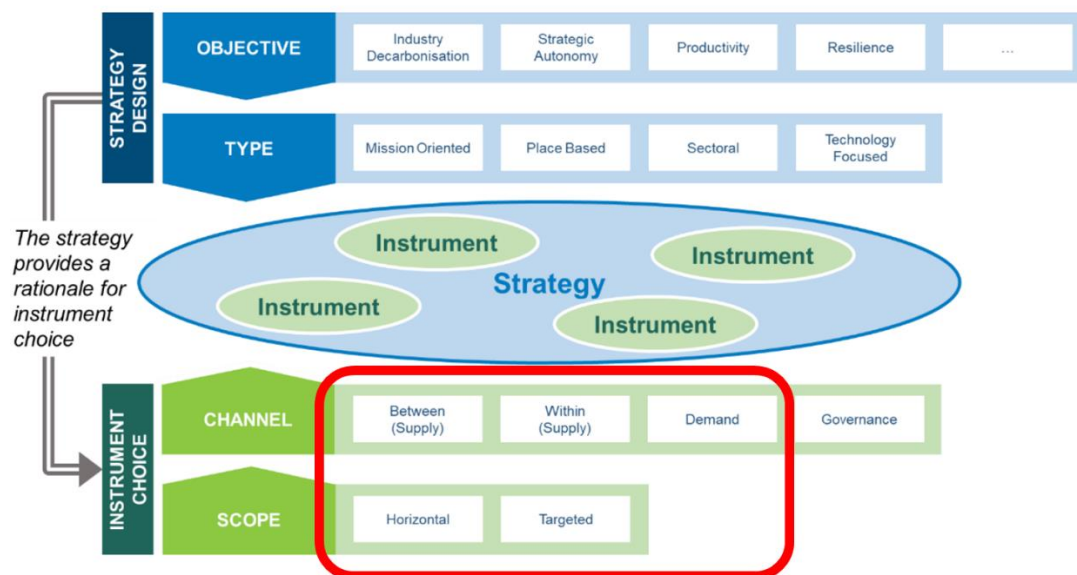 STRATEGY
DESIGN
OBJECTIVE
Industry
Decarbonisation
Strategic
Autonomy
Productivity
Resilience
...
TYPE
Mission Oriented
Place Based
Sectoral
Technology
Focused
The strategy
provides a
rationale for
instrument
choice
Instrument
Instrument
Strategy
Instrument
Instrument
INSTRUMENT
CHOICE
CHANNEL
Between
(Supply)
Within
(Supply)
Demand
Governance
SCOPE
Horizontal
Targeted